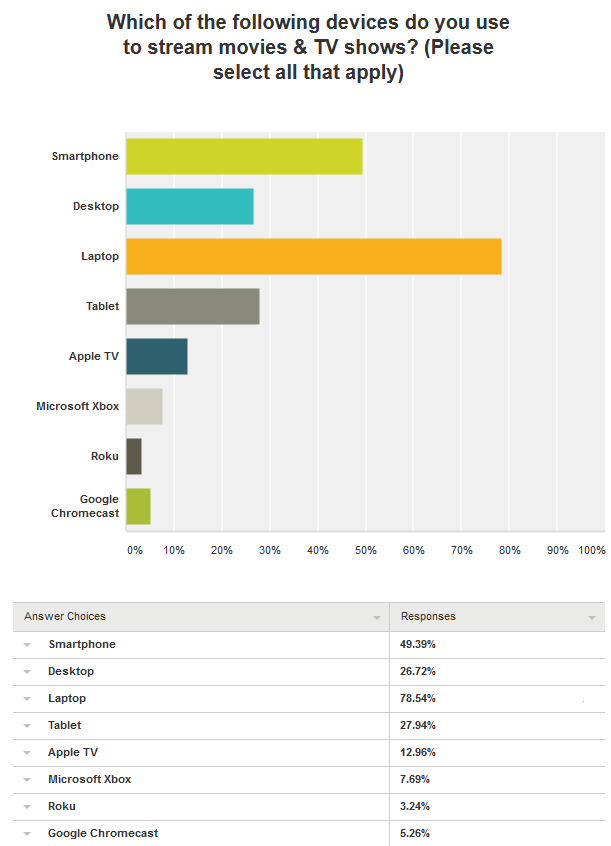 Which of the following devices do you use
to stream movies & TV shows? (Please
select all that apply)
Smartphone
Desktop
Laptop
Tablet
Apple TV
Microsoft Xbox
Roku
Google
Chromecast
0% 10% 20% 30% 40% 50% 60% 70% 80% 90% 100%
Answer Choices Responses
Smartphone 49.39%
Desktop 26.72%
Laptop 78.54%
Tablet 27.94%
Apple TV 12.96%
Microsoft Xbox 7.69%
Roku 3.24%
Google Chromecast 5.26%